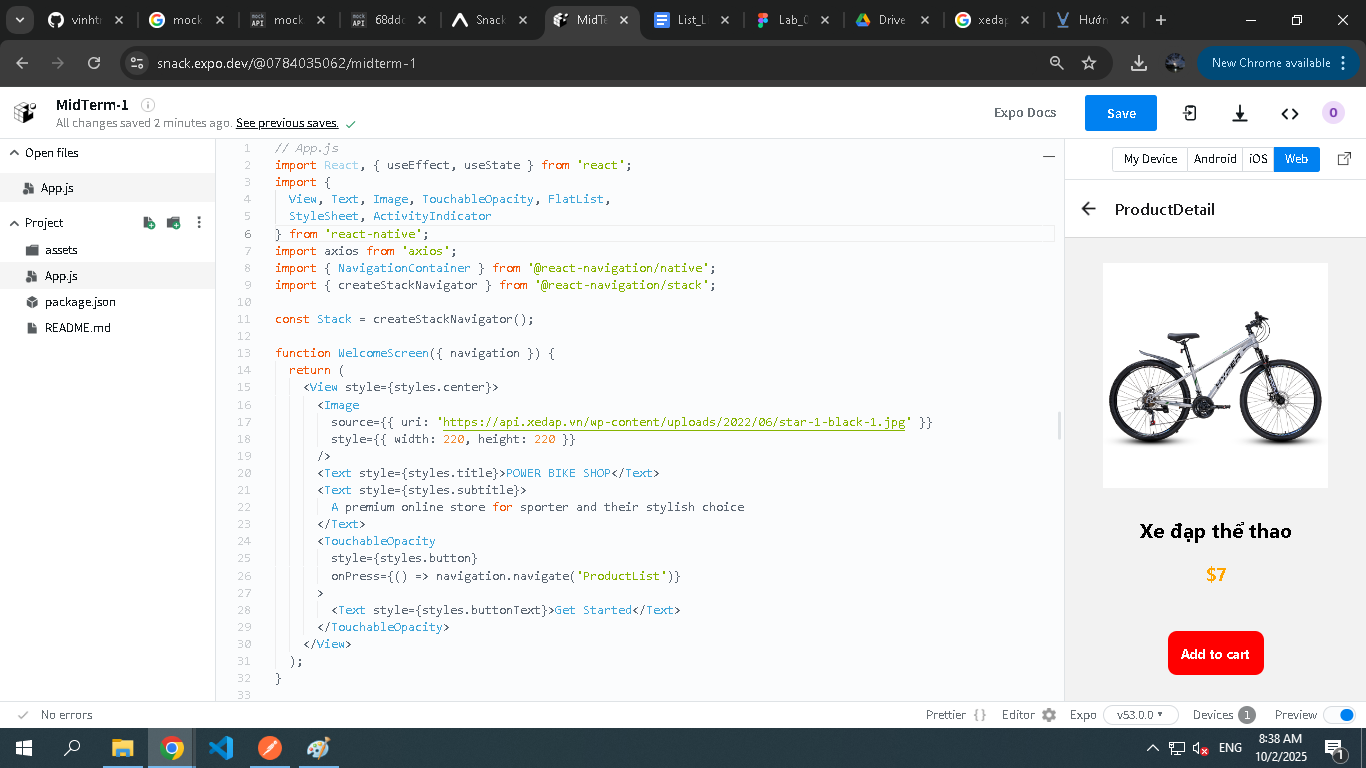 vinhtr
mock
mock
68ddc
Snack
MidTe
List_L
Lab_0
Drive
xedap
Hướn
snack.expo.dev/@0784035062/midterm-1
New Chrome available
MidTerm-1
All changes saved 2 minutes ago. See previous saves.
Expo Docs
Save
O
Open files
App.js
Project
assets
App.js
package.json
README.md
1 // App.js
2 import React, { useEffect, useState } from 'react';
3 import {
4 View, Text, Image, TouchableOpacity, FlatList,
5 StyleSheet, ActivityIndicator
6 } from 'react-native';
7 import axios from 'axios';
8 import { NavigationContainer } from '@react-navigation/native';
9 import { createStackNavigator } from '@react-navigation/stack';
10
11 const Stack = createStackNavigator();
12
13 function WelcomeScreen({ navigation }) {
14 return (
15 <View style={styles.center}>
16 <Image
17 source={{ uri: 'https://api.xedap.vn/wp-content/uploads/2022/06/star-1-black-1.jpg' }}
18 style={{ width: 220, height: 220 }}
19 />
20 <Text style={styles.title}>POWER BIKE SHOP</Text>
21 <Text style={styles.subtitle}>
22 A premium online store for sporter and their stylish choice
23 </Text>
24 <TouchableOpacity
25 style={styles.button}
26 onPress={() => navigation.navigate('ProductList')}
27 >
28 <Text style={styles.buttonText}>Get Started</Text>
29 </TouchableOpacity>
30 </View>
31 );
32 }
33
My Device Android iOS Web
ProductDetail
Xe đạp thể thao
$7
Add to cart
No errors
Prettier { } Editor Expo v53.0.0 Devices 1 Preview
ENG
8:38 AM
10/2/2025
1